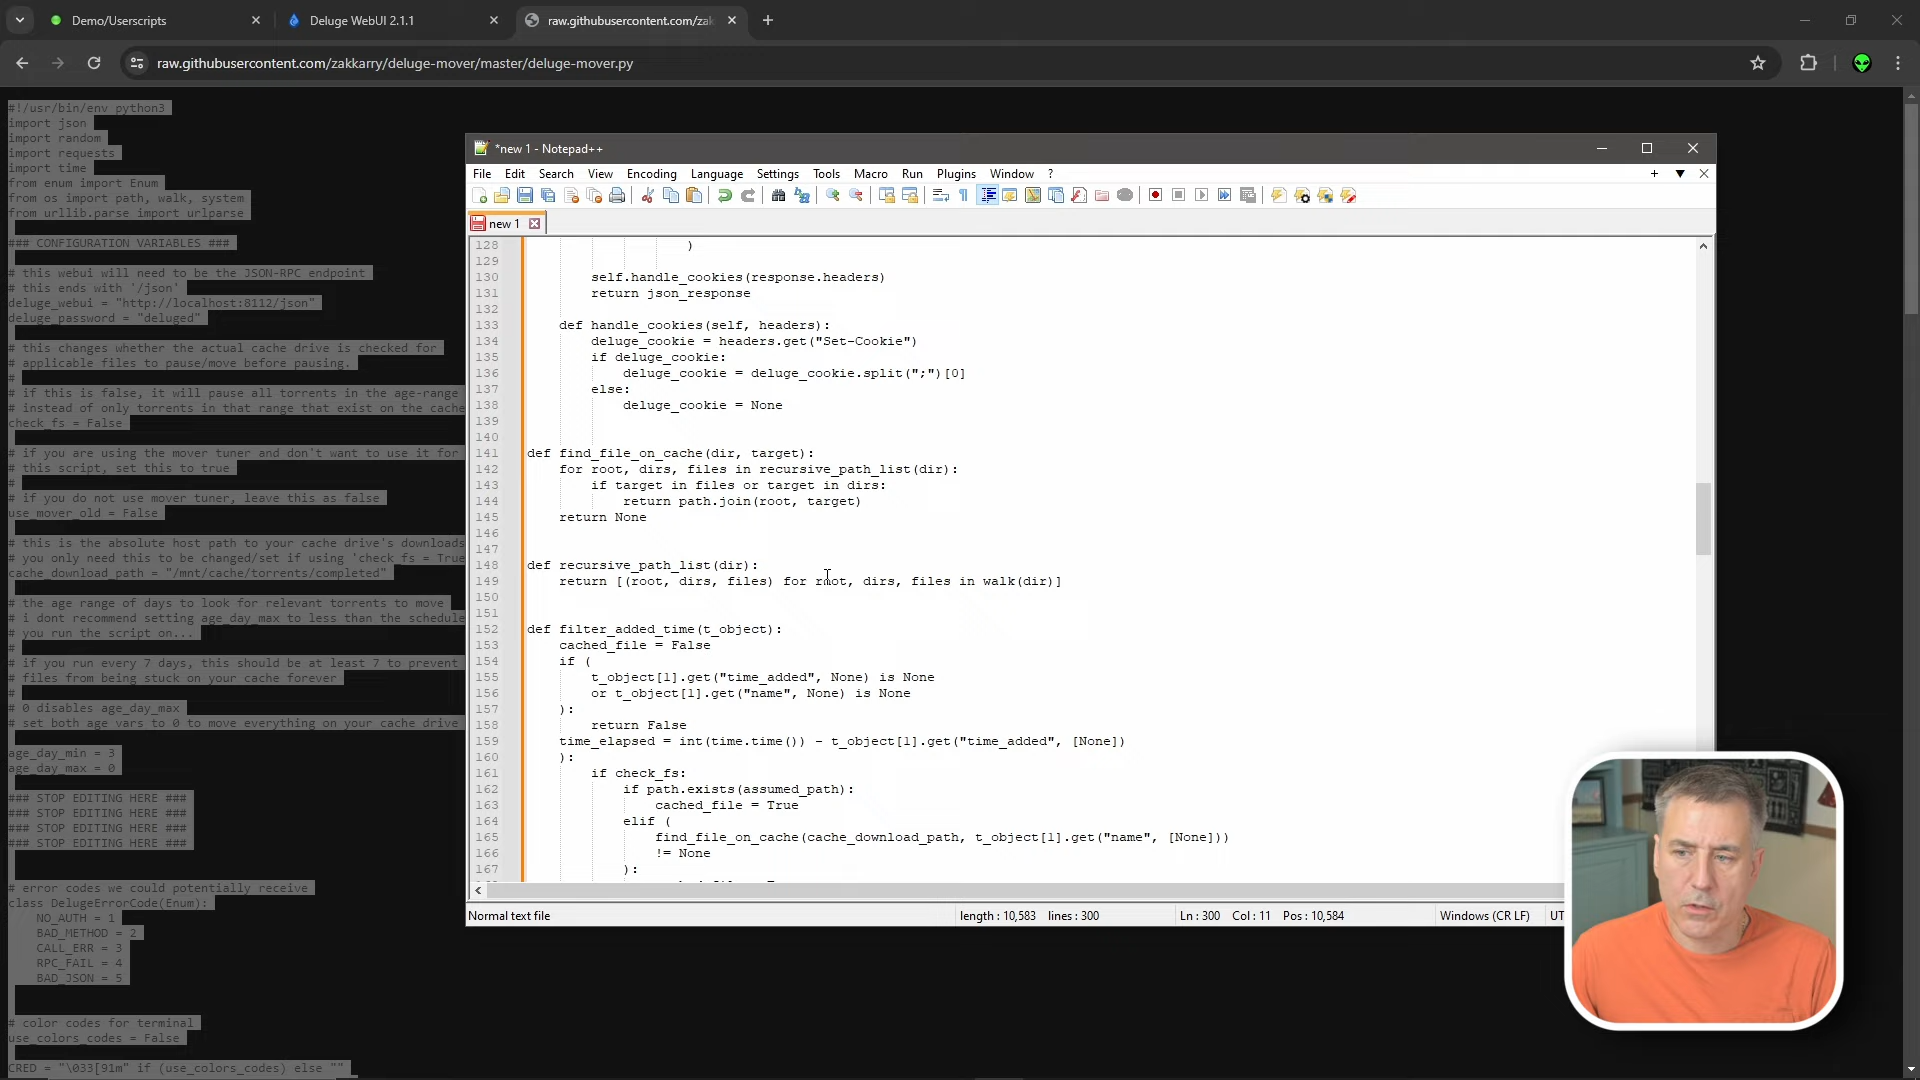 Demo/Userscripts
Deluge WebUI 2.1.1
raw.githubusercontent.com/zak
raw.githubusercontent.com/zakkarry/deluge-mover/master/deluge-mover.py
#!/usr/bin/env python3
import json
import random
import requests
import time
from enum import Enum
from os import path, walk, system
from urllib.parse import urlparse
### CONFIGURATION VARIABLES ###
# this webui will need to be the JSON-RPC endpoint
# this ends with '/json'
deluge_webui = "http://localhost:8112/json"
deluge_password = "deluged"
# this changes whether the actual cache drive is checked for
# applicable files to pause/move before pausing.
#
# if this is false, it will pause all torrents in the age-range
# instead of only torrents in that range that exist on the cache
check_fs = False
# if you are using the mover tuner and don't want to use it for
# this script, set this to true
#
# if you do not use mover tuner, leave this as false
use_mover_old = False
# this is the absolute host path to your cache drive's downloads
# you only need this to be changed/set if using 'check_fs = True
cache_download_path = "/mnt/cache/torrents/completed"
# the age range of days to look for relevant torrents to move
# i dont recommend setting age_day_max to less than the schedule
# you run the script on...
#
# if you run every 7 days, this should be at least 7 to prevent
# files from being stuck on your cache forever
#
# 0 disables age_day_max
# set both age vars to 0 to move everything on your cache drive
age_day_min = 3
age_day_max = 0
### STOP EDITING HERE ###
### STOP EDITING HERE ###
### STOP EDITING HERE ###
### STOP EDITING HERE ###
# error codes we could potentially receive
class DelugeErrorCode(Enum):
NO_AUTH = 1
BAD_METHOD = 2
CALL_ERR = 3
RPC_FAIL = 4
BAD_JSON = 5
# color codes for terminal
use_colors_codes = False
CRED = "\033[91m" if (use_colors_codes) else ""
*new 1 - Notepad++
File Edit Search View Encoding Language Settings Tools Macro Run Plugins Window ?
new 1
128 )
129
130 self.handle_cookies(response.headers)
131 return json_response
132
133 def handle_cookies(self, headers):
134 deluge_cookie = headers.get("Set-Cookie")
135 if deluge_cookie:
136 deluge_cookie = deluge_cookie.split(";")[0]
137 else:
138 deluge_cookie = None
139
140
141 def find_file_on_cache(dir, target):
142 for root, dirs, files in recursive_path_list(dir):
143 if target in files or target in dirs:
144 return path.join(root, target)
145 return None
146
147
148 def recursive_path_list(dir):
149 return [(root, dirs, files) for root, dirs, files in walk(dir)]
150
151
152 def filter_added_time(t_object):
153 cached_file = False
154 if (
155 t_object[1].get("time_added", None) is None
156 or t_object[1].get("name", None) is None
157 ):
158 return False
159 time_elapsed = int(time.time()) - t_object[1].get("time_added", [None])
160 ):
161 if check_fs:
162 if path.exists(assumed_path):
163 cached_file = True
164 elif (
165 find_file_on_cache(cache_download_path, t_object[1].get("name", [None]))
166 != None
167 ):
Normal text file length : 10,583 lines : 300 Ln : 300 Col : 11 Pos : 10,584 Windows (CR LF) UT